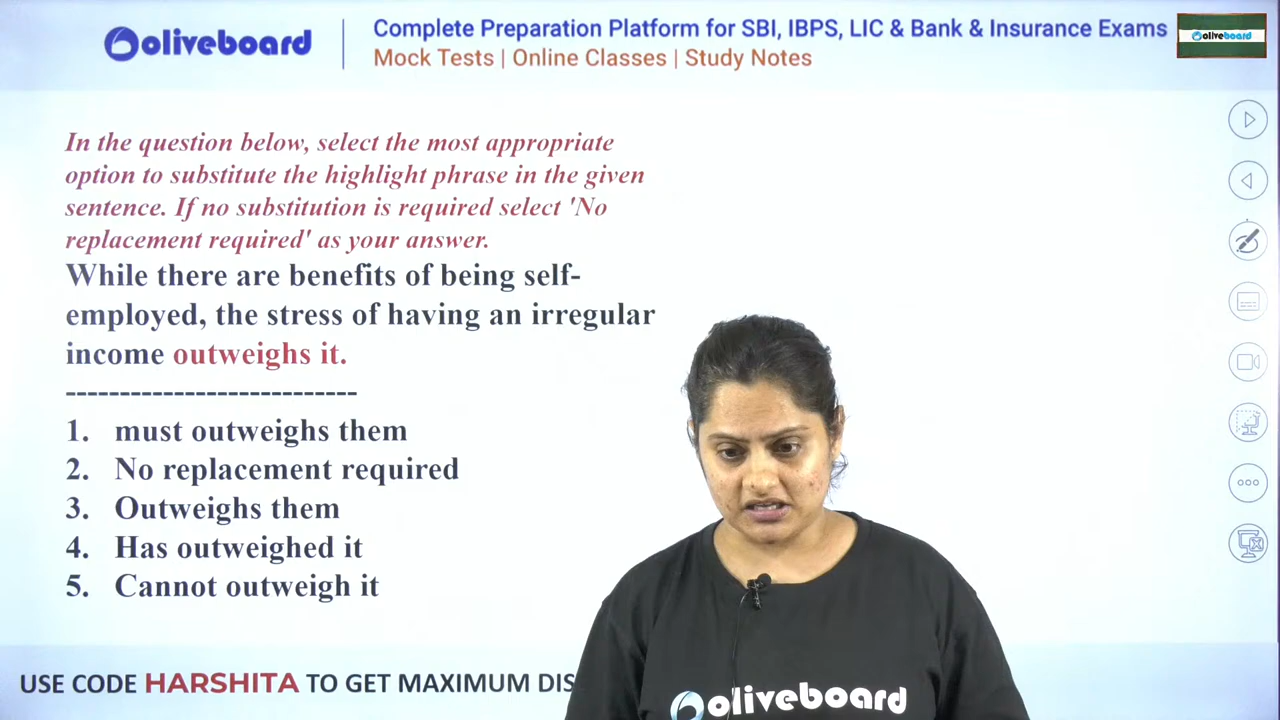 oliveboard
Complete Preparation Platform for SBI, IBPS, LIC & Bank & Insurance Exams
Mock Tests | Online Classes | Study Notes
oliveboard
In the question below, select the most appropriate
option to substitute the highlight phrase in the given
sentence. If no substitution is required select 'No
replacement required' as your answer.
While there are benefits of being self-
employed, the stress of having an irregular
income outweighs it.
---------------------------
1. must outweighs them
2. No replacement required
3. Outweighs them
4. Has outweighed it
5. Cannot outweigh it
USE CODE HARSHITA TO GET MAXIMUM DIS
oliveboard